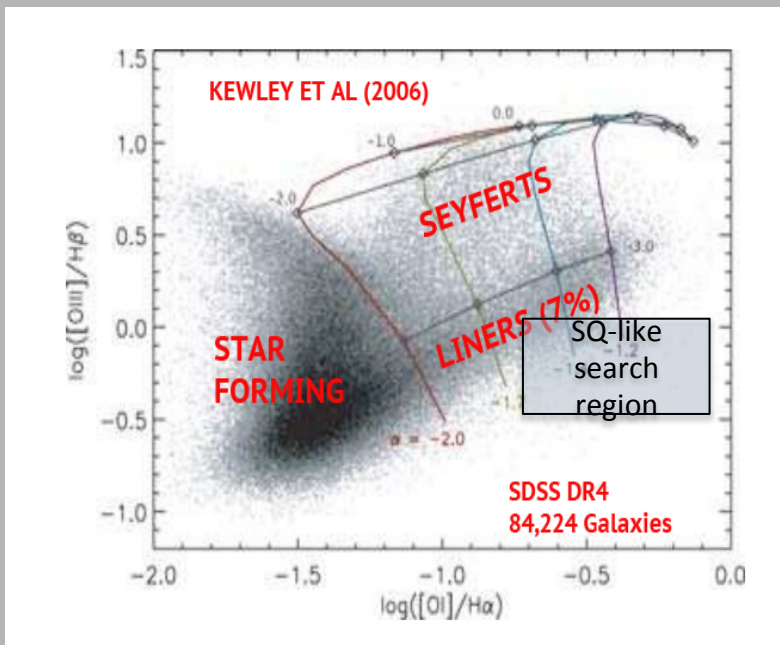 1.5
KEWLEY ET AL (2006)
0.0
1.0
-1.0
-2.0
SEYFERTS
0.5
-3.0
log([OIII]/Hβ)
0.0
LINERS (7%)
STAR
FORMING
SQ-like
search
region
-1.2
-0.5
α = -2.0
SDSS DR4
84,224 Galaxies
-1.0
-2.0 -1.5 -1.0 -0.5 0.0
log([OI]/Hα)